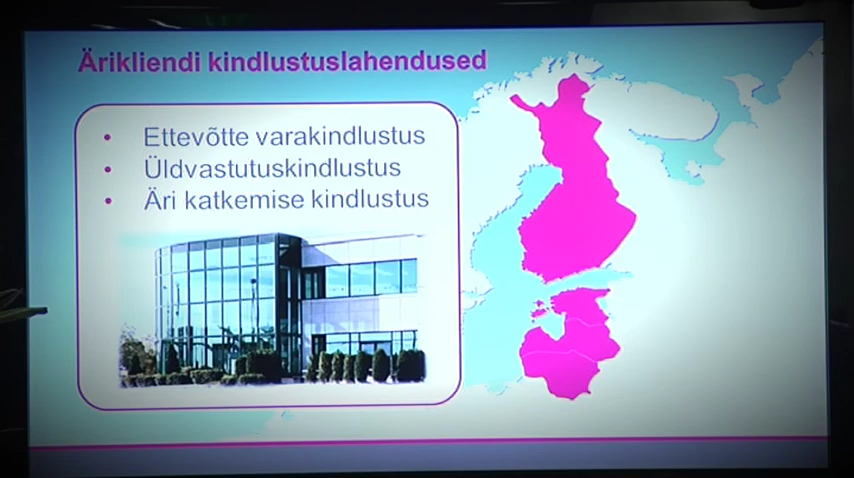 Ärikliendi kindlustuslahendused
• Ettevõtte varakindlustus
• Üldvastutuskindlustus
• Äri katkemise kindlustus